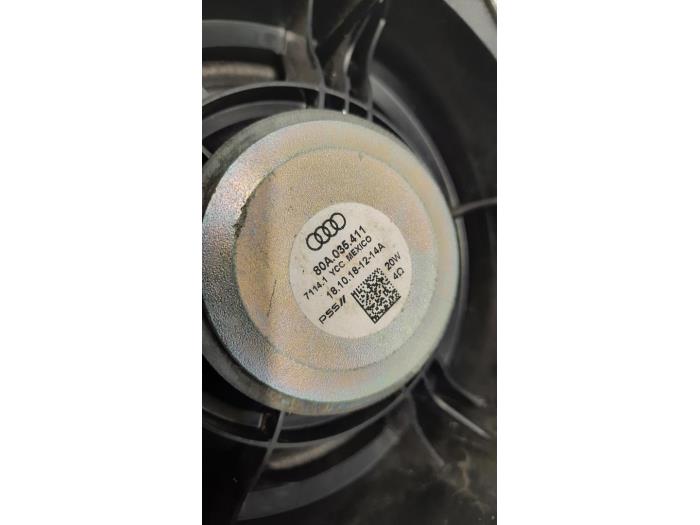 80A.035.411
7114.1 YCC MEXICO
18.10.18-12-14A
PSS//
20W
4Ω